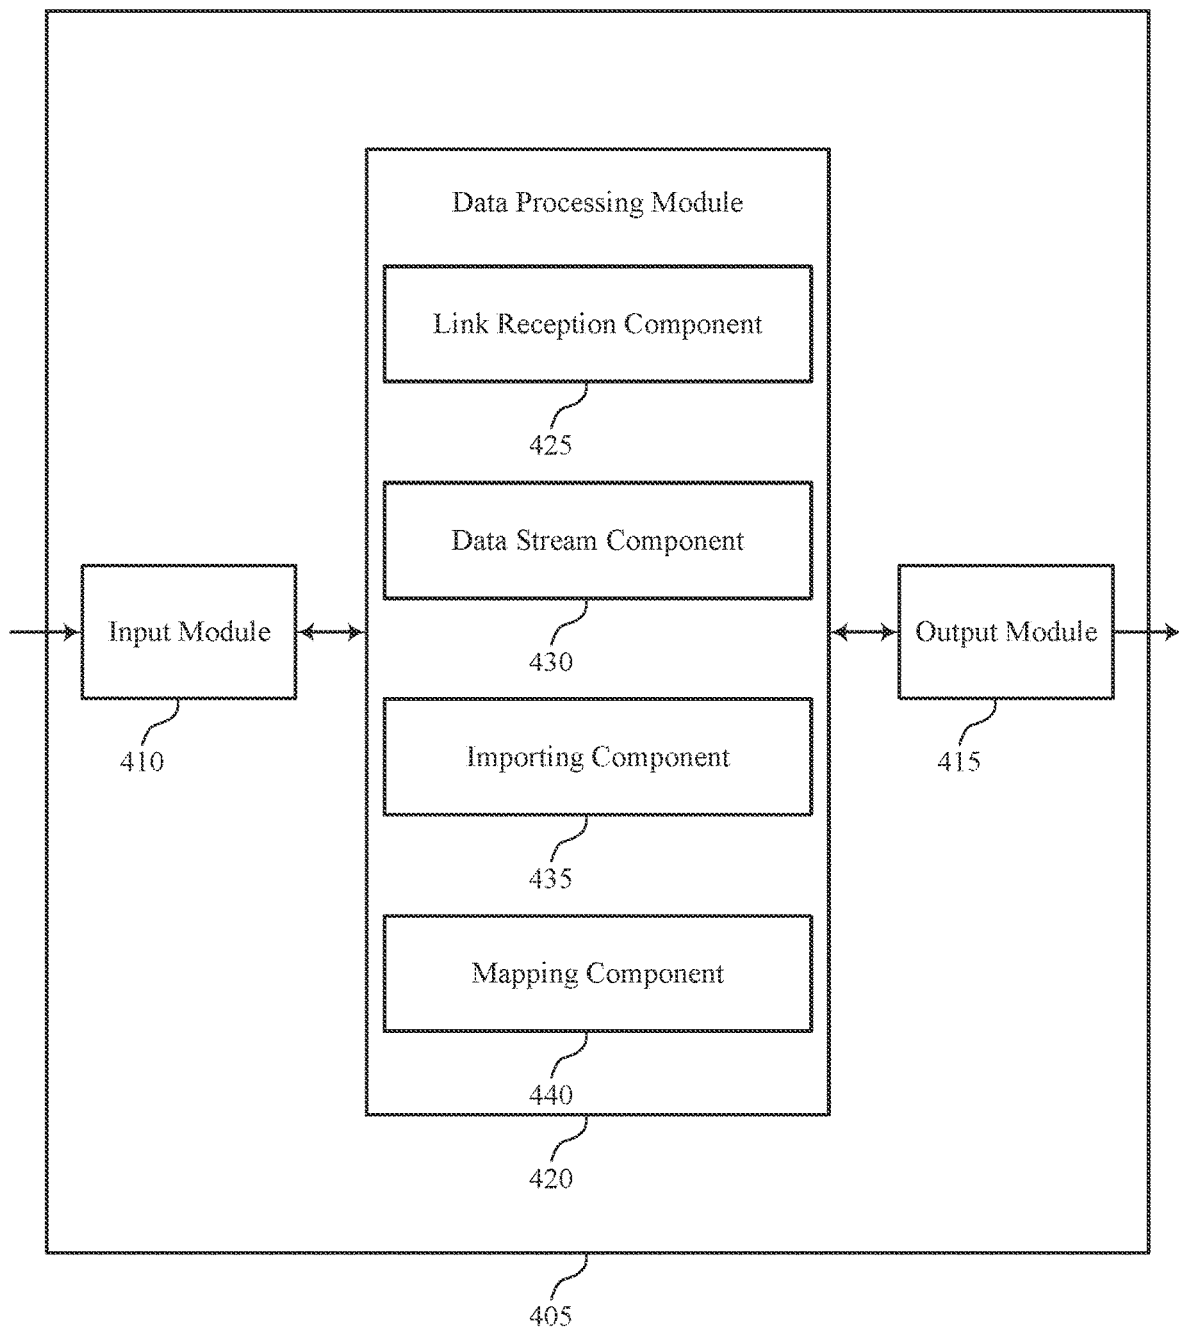 Data Processing Module
Link Reception Component
425
Data Stream Component
430
Input Module
410
Output Module
415
Importing Component
435
Mapping Component
440
420
405